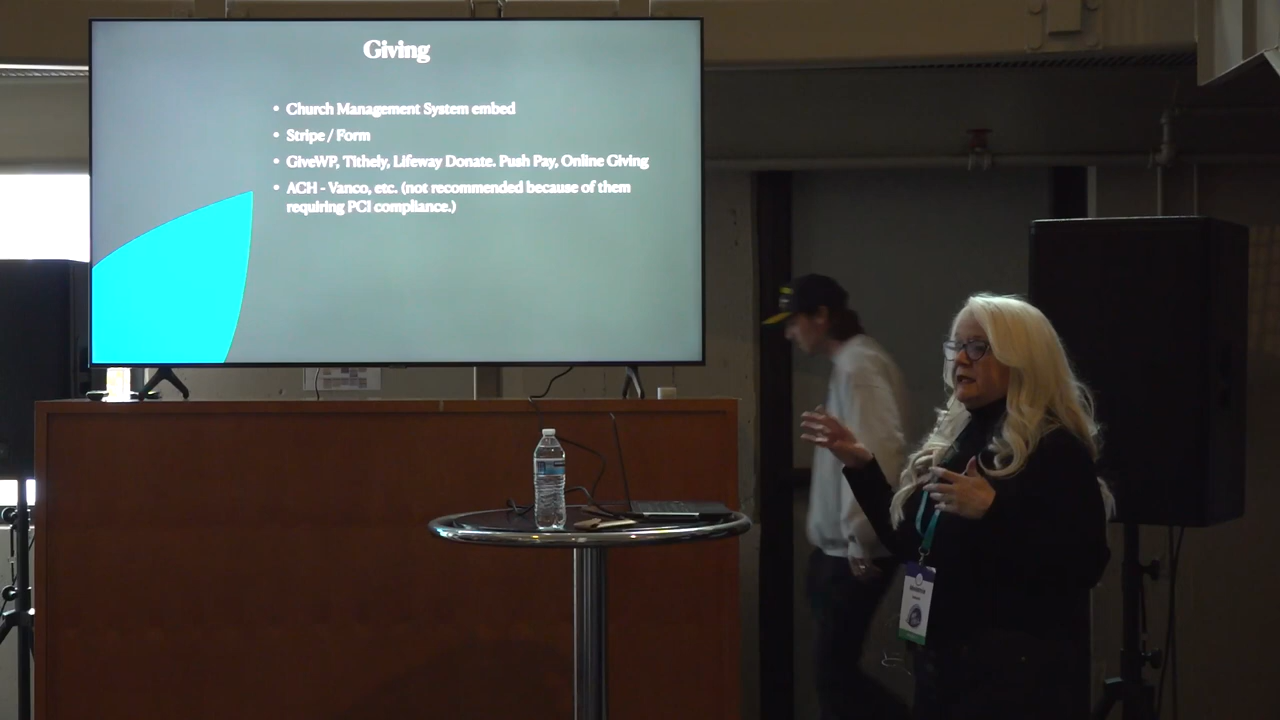 Giving
• Church Management System embed
• Stripe / Form
• GiveWP, Tithely, Lifeway Donate. Push Pay, Online Giving
• ACH - Vanco, etc. (not recommended because of them
requiring PCI compliance.)